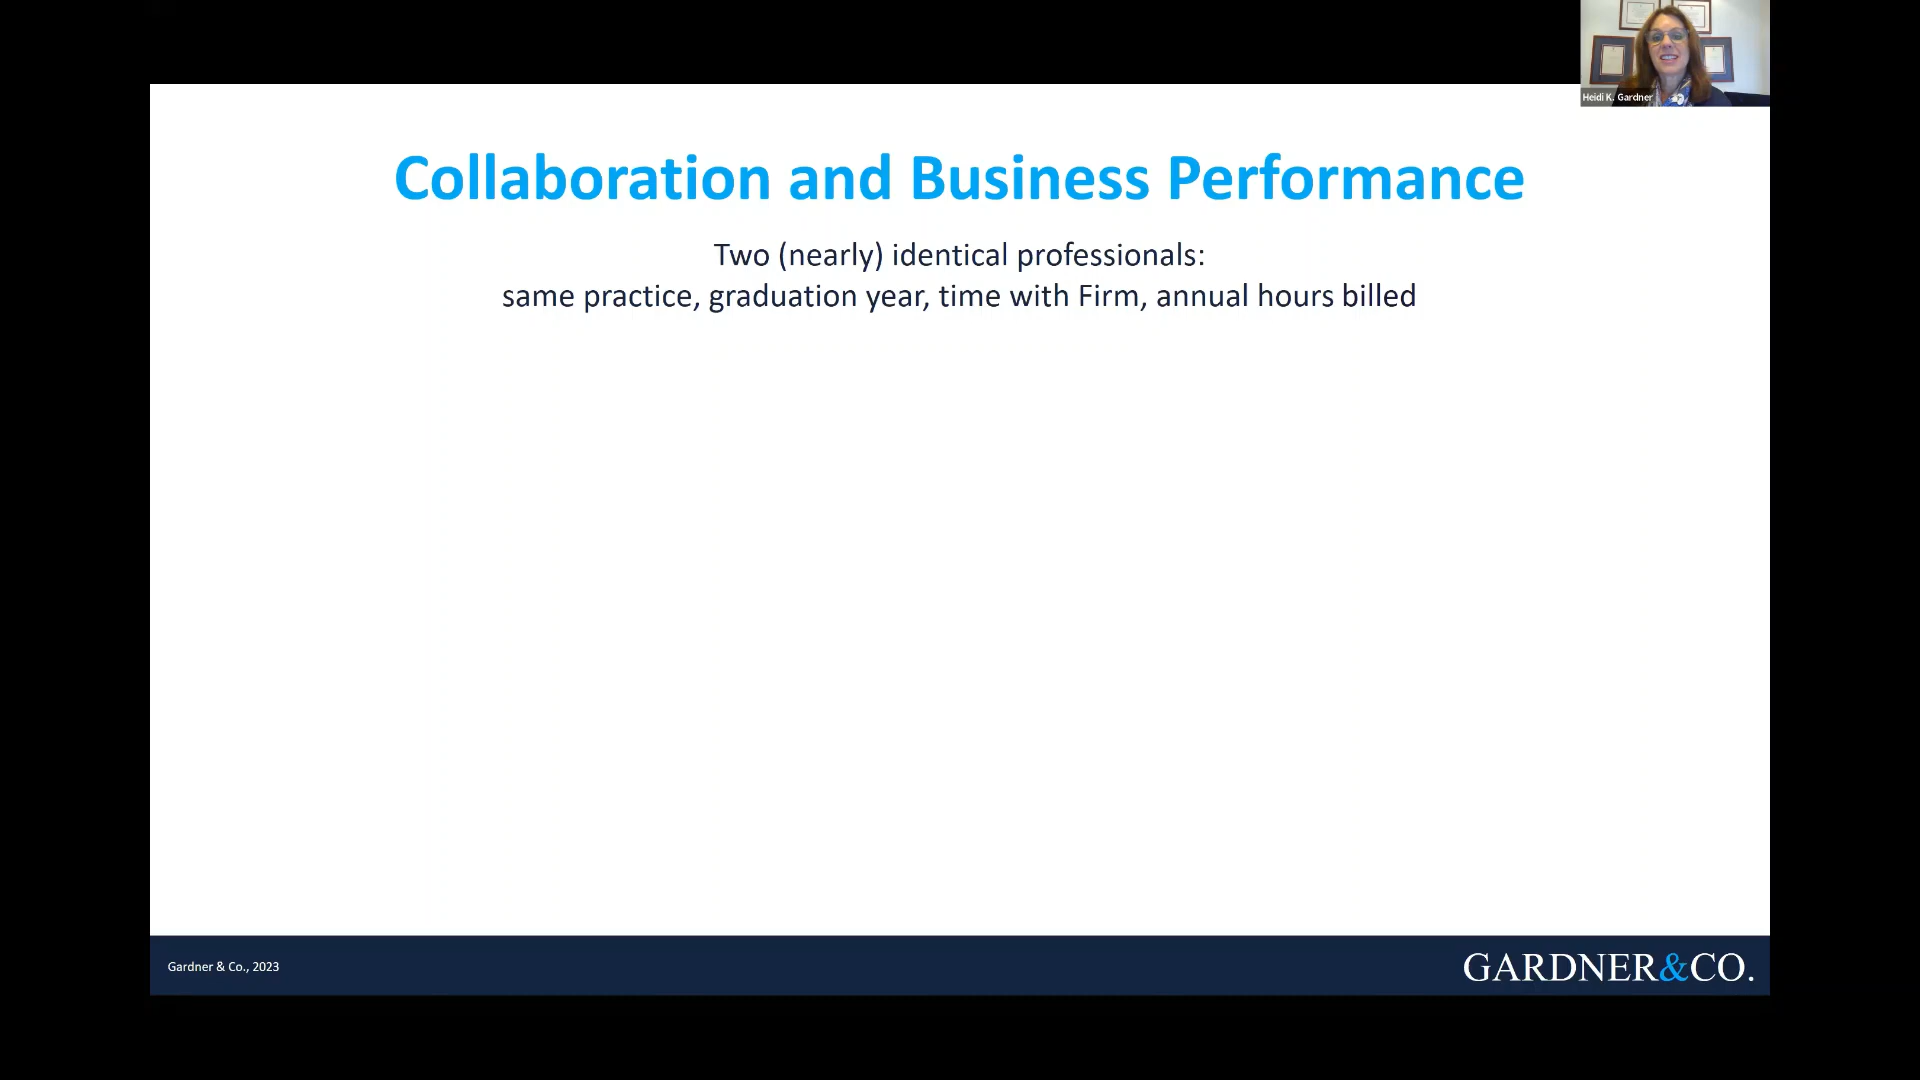 Heidi K. Gardner
Collaboration and Business Performance
Two (nearly) identical professionals:
same practice, graduation year, time with Firm, annual hours billed
Gardner & Co., 2023
GARDNER&CO.